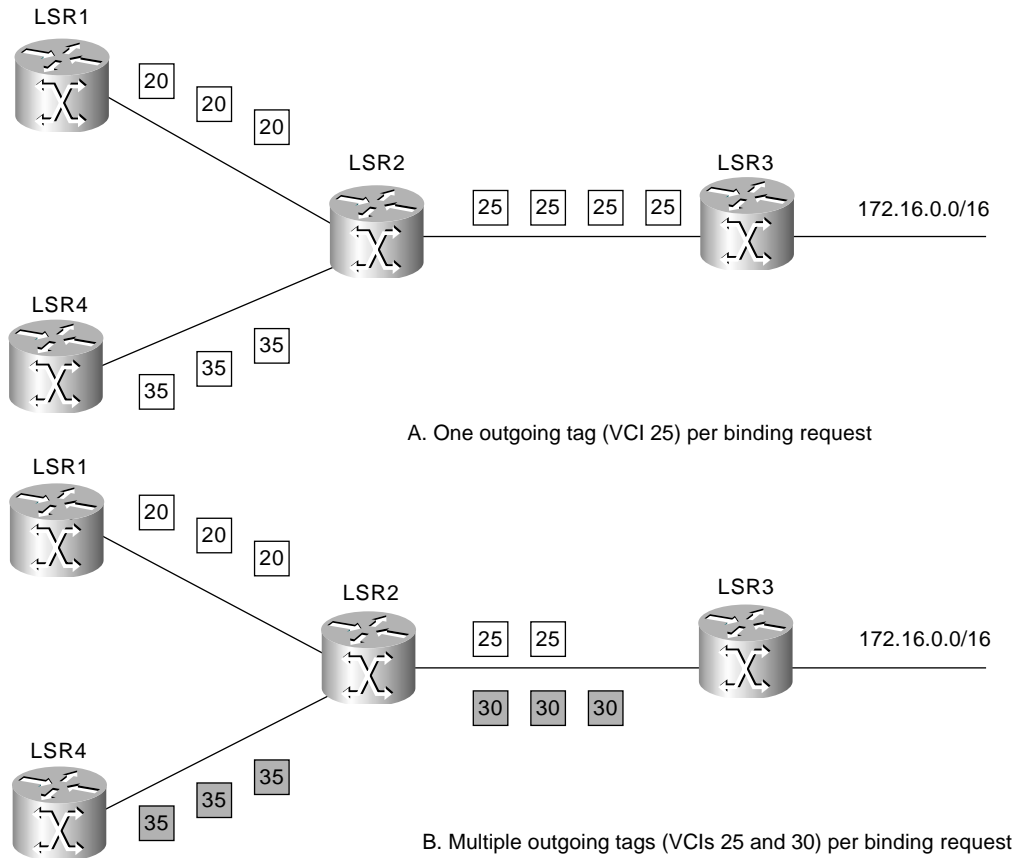 LSR1
20
20
20
LSR2
25 25 25 25
LSR3
172.16.0.0/16
LSR4
35
35
35
A. One outgoing tag (VCI 25) per binding request
LSR1
20
20
20
LSR2
25 25
LSR3
172.16.0.0/16
30 30 30
LSR4
35
35
35
B. Multiple outgoing tags (VCIs 25 and 30) per binding request